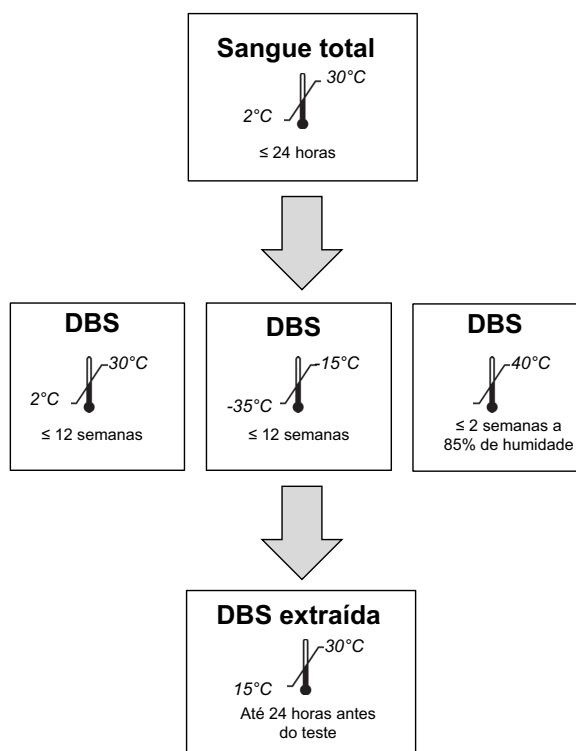 Sangue total
30°C
2°C
≤ 24 horas
DBS
30°C
2°C
≤ 12 semanas
DBS
-15°C
-35°C
≤ 12 semanas
DBS
40°C
≤ 2 semanas a
85% de humidade
DBS extraída
30°C
15°C
Até 24 horas antes
do teste